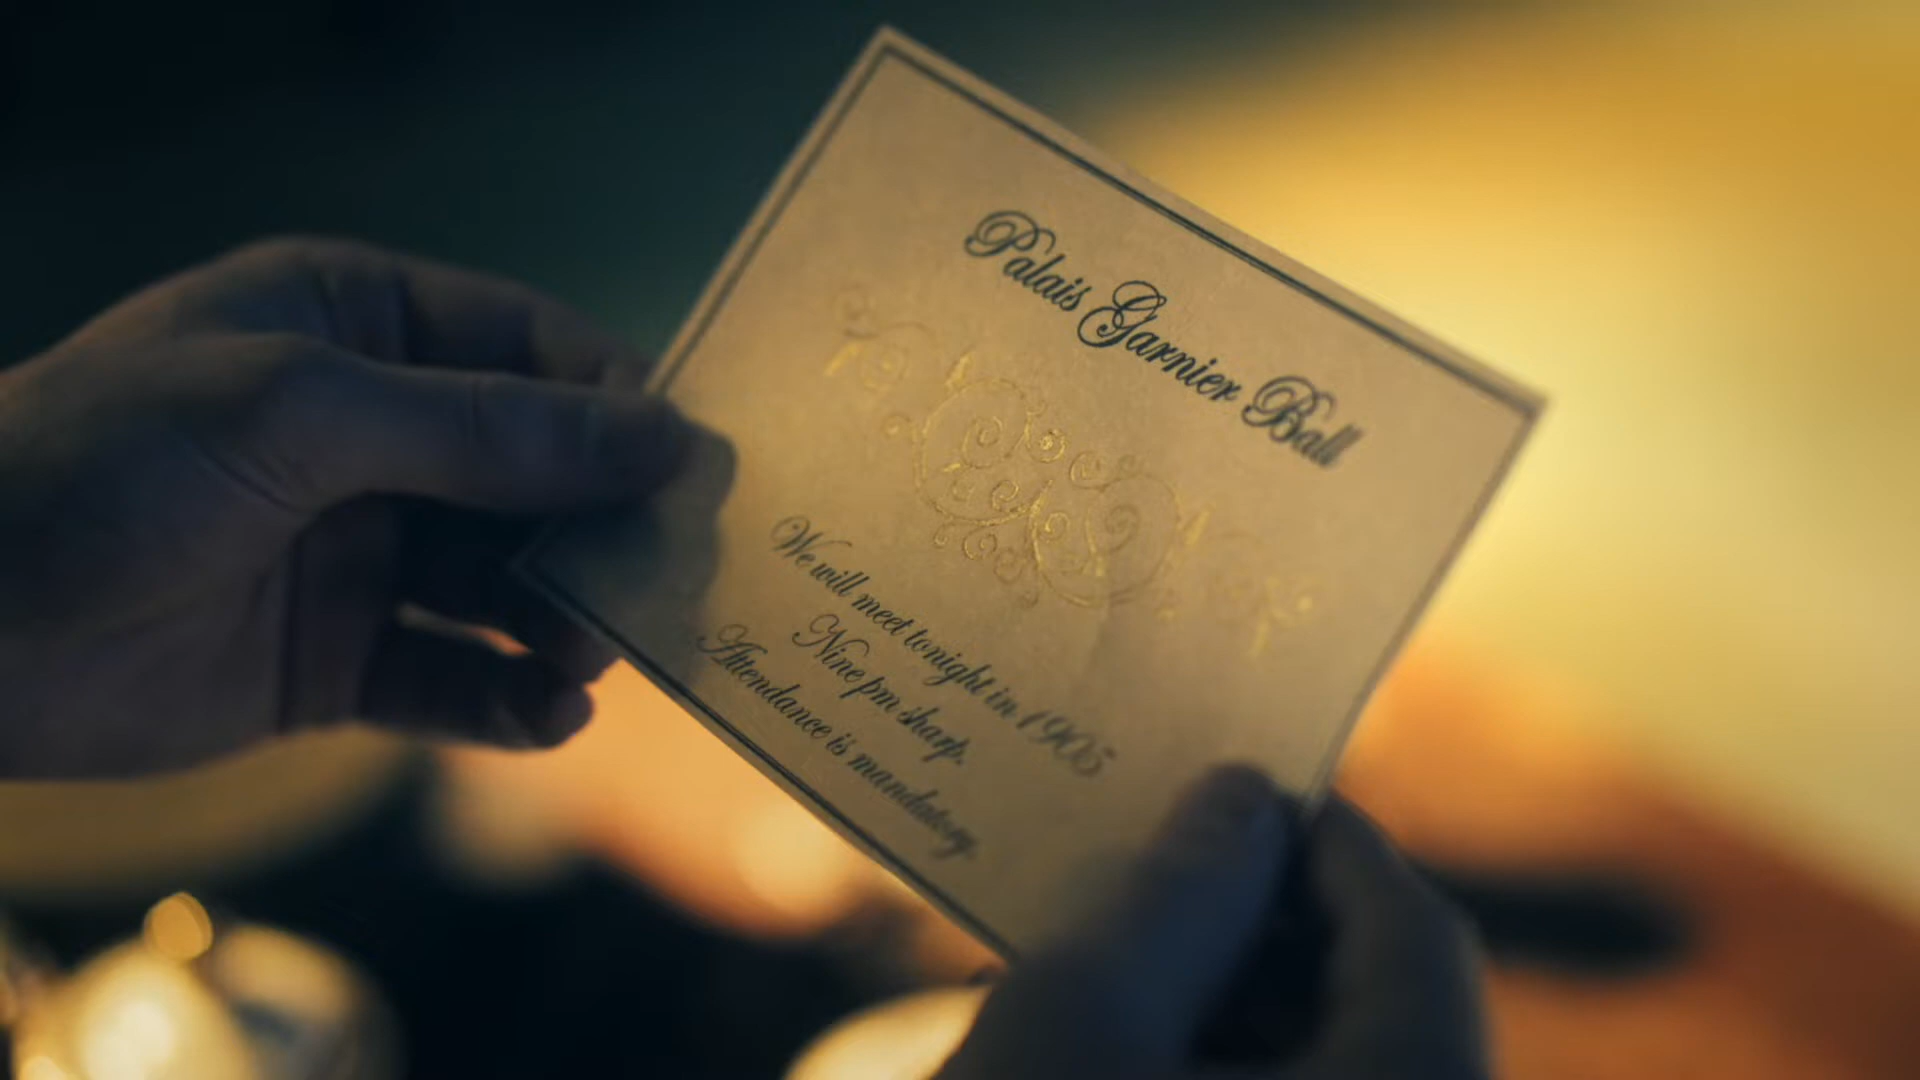 Palais Garnier Ball
We will meet tonight in 1905
Nine pm sharp.
Attendance is mandatory.